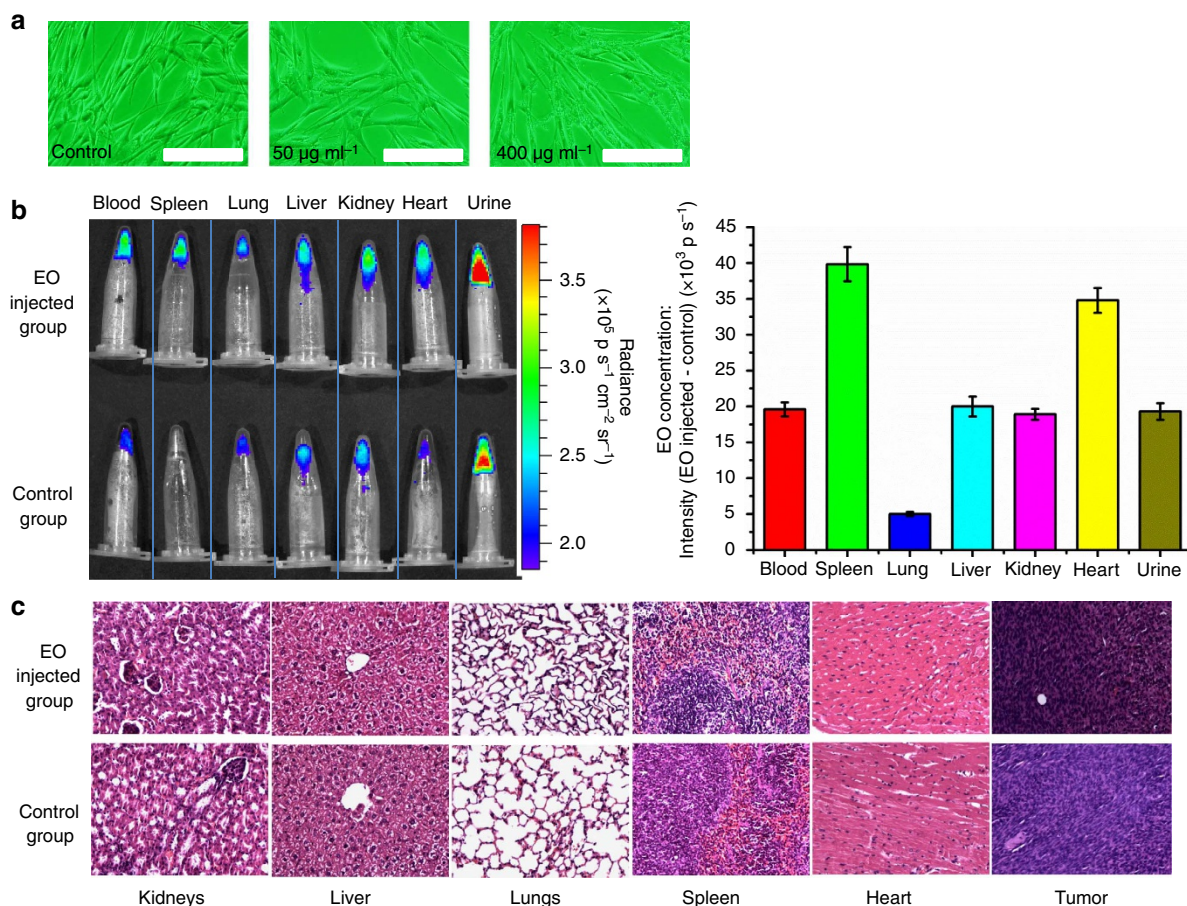 a
Control
50 µg ml⁻¹
400 µg ml⁻¹
b
Blood Spleen Lung Liver Kidney Heart Urine
EO
injected
group
Control
group
3.5
3.0
2.5
2.0
Radiance
(×10⁵ p s⁻¹ cm⁻² sr⁻¹)
EO concentration:
Intensity (EO injected - control) (×10³ p s⁻¹)
45
40
35
30
25
20
15
10
5
0
Blood Spleen Lung Liver Kidney Heart Urine
c
EO
injected
group
Control
group
Kidneys Liver Lungs Spleen Heart Tumor